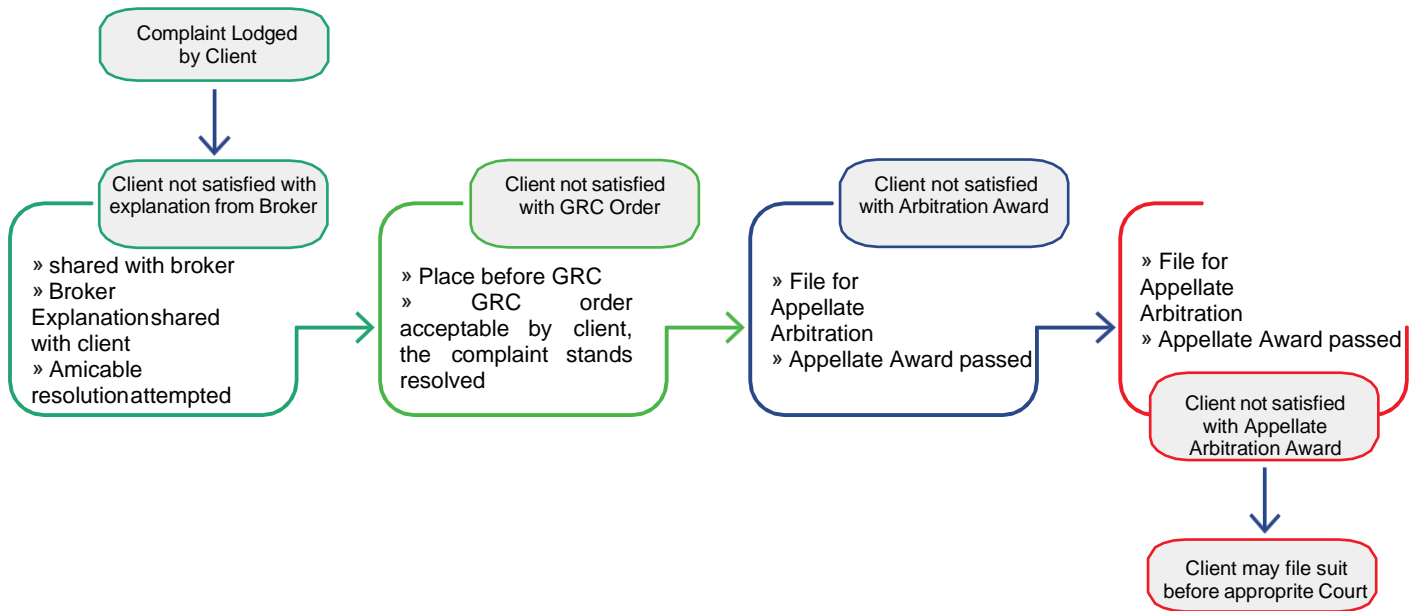 Complaint Lodged
by Client
Client not satisfied with
explanation from Broker
» shared with broker
» Broker
Explanationshared
with client
» Amicable
resolutionattempted
Client not satisfied
with GRC Order
» Place before GRC
» GRC order
acceptable by client,
the complaint stands
resolved
Client not satisfied
with Arbitration Award
» File for
Appellate
Arbitration
» Appellate Award passed
» File for
Appellate
Arbitration
» Appellate Award passed
Client not satisfied
with Appellate
Arbitration Award
Client may file suit
before approprite Court